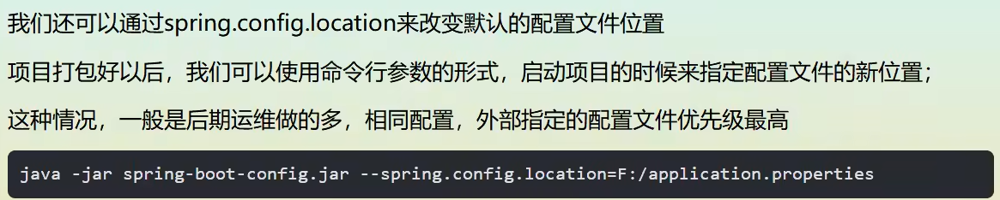 我们还可以通过spring.config.location来改变默认的配置文件位置
项目打包好以后，我们可以使用命令行参数的形式，启动项目的时候来指定配置文件的新位置；
这种情况，一般是后期运维做的多，相同配置，外部指定的配置文件优先级最高
java -jar spring-boot-config.jar --spring.config.location=F:/application.properties